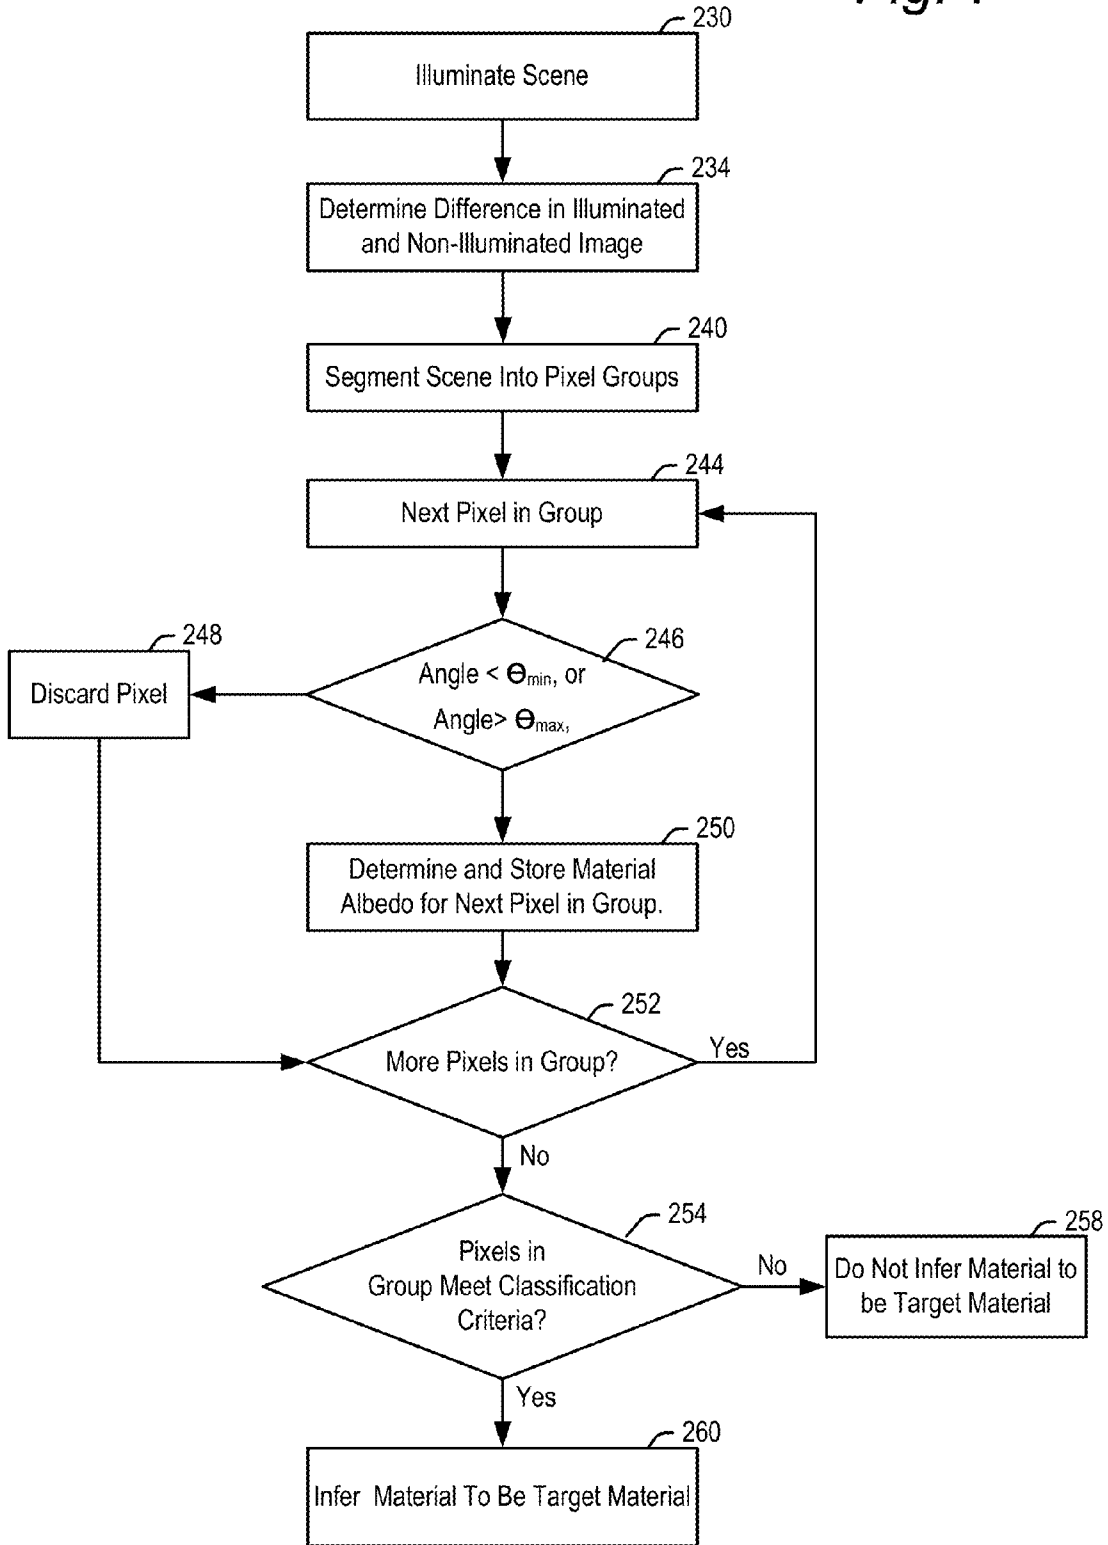 230
Illuminate Scene
234
Determine Difference in Illuminated
and Non-Illuminated Image
240
Segment Scene Into Pixel Groups
244
Next Pixel in Group
246
Angle < Θmin, or
Angle> Θmax,
248
Discard Pixel
250
Determine and Store Material
Albedo for Next Pixel in Group.
252
More Pixels in Group?
Yes
No
254
Pixels in
Group Meet Classification
Criteria?
No
258
Do Not Infer Material to
be Target Material
Yes
260
Infer Material To Be Target Material